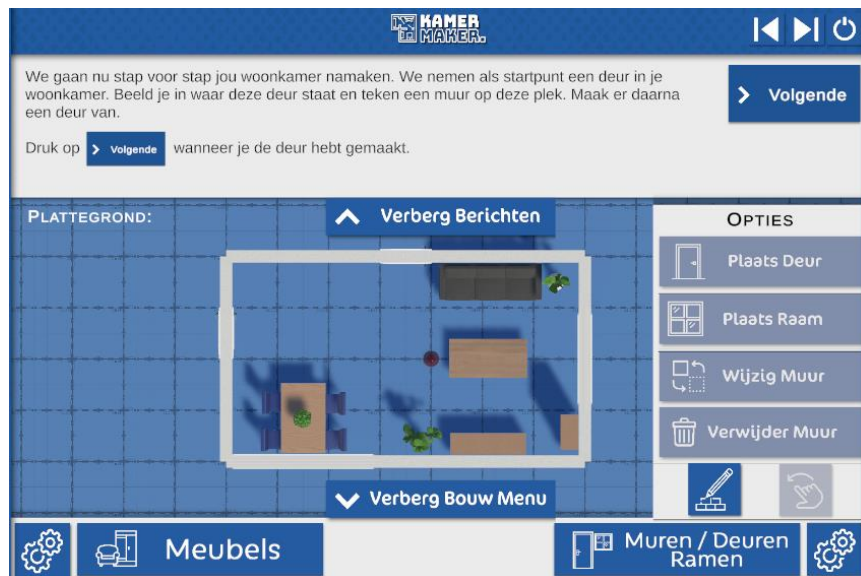 KAMER
MAKER.
We gaan nu stap voor stap jou woonkamer namaken. We nemen als startpunt een deur in je
woonkamer. Beeld je in waar deze deur staat en teken een muur op deze plek. Maak er daarna
een deur van.
Volgende
Druk op > Volgende wanneer je de deur hebt gemaakt.
PLATTEGROND:
Verberg Berichten
OPTIES
Plaats Deur
Plaats Raam
Wijzig Muur
Verwijder Muur
Verberg Bouw Menu
Meubels
Muren / Deuren
Ramen